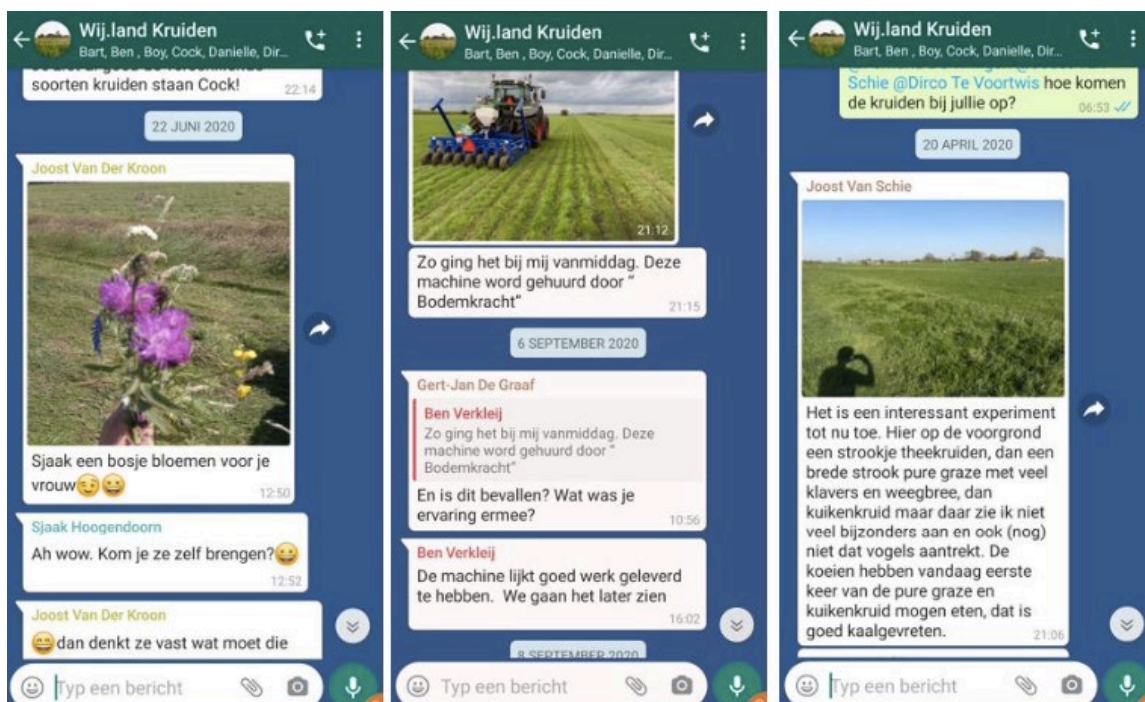 Wij.land Kruiden
Bart, Ben , Boy, Cock, Danielle, Dir...
soorten kruiden staan Cock!
22:14
22 JUNI 2020
Joost Van Der Kroon
Sjaak een bosje bloemen voor je
vrouw😏😀
12:50
Sjaak Hoogendoorn
Ah wow. Kom je ze zelf brengen?😀
12:52
Joost Van Der Kroon
😄dan denkt ze vast wat moet die
Typ een bericht
Wij.land Kruiden
Bart, Ben , Boy, Cock, Danielle, Dir...
21:12
Zo ging het bij mij vanmiddag. Deze
machine word gehuurd door “
Bodemkracht”
21:15
6 SEPTEMBER 2020
Gert-Jan De Graaf
Ben Verkleij
Zo ging het bij mij vanmiddag. Deze
machine word gehuurd door “
Bodemkracht”
En is dit bevallen? Wat was je
ervaring ermee?
10:56
Ben Verkleij
De machine lijkt goed werk geleverd
te hebben.  We gaan het later zien
16:02
8 SEPTEMBER 2020
Typ een bericht
Wij.land Kruiden
Bart, Ben , Boy, Cock, Danielle, Dir...
Schie @Dirco Te Voortwis hoe komen
de kruiden bij jullie op?
06:53
20 APRIL 2020
Joost Van Schie
Het is een interessant experiment
tot nu toe. Hier op de voorgrond
een strookje theekruiden, dan een
brede strook pure graze met veel
klavers en weegbree, dan
kuikenkruid maar daar zie ik niet
veel bijzonders aan en ook (nog)
niet dat vogels aantrekt. De
koeien hebben vandaag eerste
keer van de pure graze en
kuikenkruid mogen eten, dat is
goed kaalgevreten.
21:06
Typ een bericht